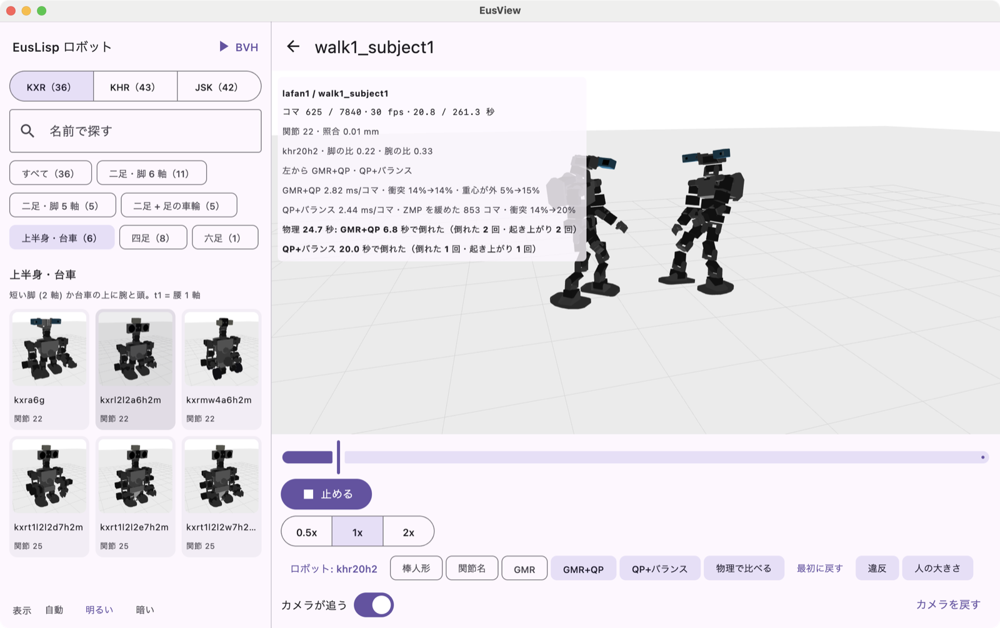 EusView
EusLisp ロボット
BVH
KXR（36）
KHR（43）
JSK（42）
名前で探す
すべて（36）
二足・脚 6 軸（11）
二足・脚 5 軸（5）
二足 + 足の車輪（5）
上半身・台車（6）
四足（8）
六足（1）
上半身・台車
短い脚 (2 軸) か台車の上に腕と頭。t1 = 腰 1 軸
kxra6g
関節 22
kxrl2l2a6h2m
関節 22
kxrmw4a6h2m
関節 22
kxrt1l2l2d7h2m
関節 25
kxrt1l2l2e7h2m
関節 25
kxrt1l2l2w7h2...
関節 25
表示
自動
明るい
暗い
walk1_subject1
lafan1 / walk1_subject1
コマ 625 / 7840・30 fps・20.8 / 261.3 秒
関節 22・照合 0.01 mm
khr20h2・脚の比 0.22・腕の比 0.33
左から GMR+QP・QP+バランス
GMR+QP 2.82 ms/コマ・衝突 14%→14%・重心が外 5%→15%
QP+バランス 2.44 ms/コマ・ZMP を緩めた 853 コマ・衝突 14%→20%
物理 24.7 秒: GMR+QP 6.8 秒で倒れた（倒れた 2 回・起き上がり 2 回）
QP+バランス 20.0 秒で倒れた（倒れた 1 回・起き上がり 1 回）
止める
0.5x
1x
2x
ロボット: khr20h2
棒人形
関節名
GMR
GMR+QP
QP+バランス
物理で比べる
最初に戻す
違反
人の大きさ
カメラが追う
カメラを戻す